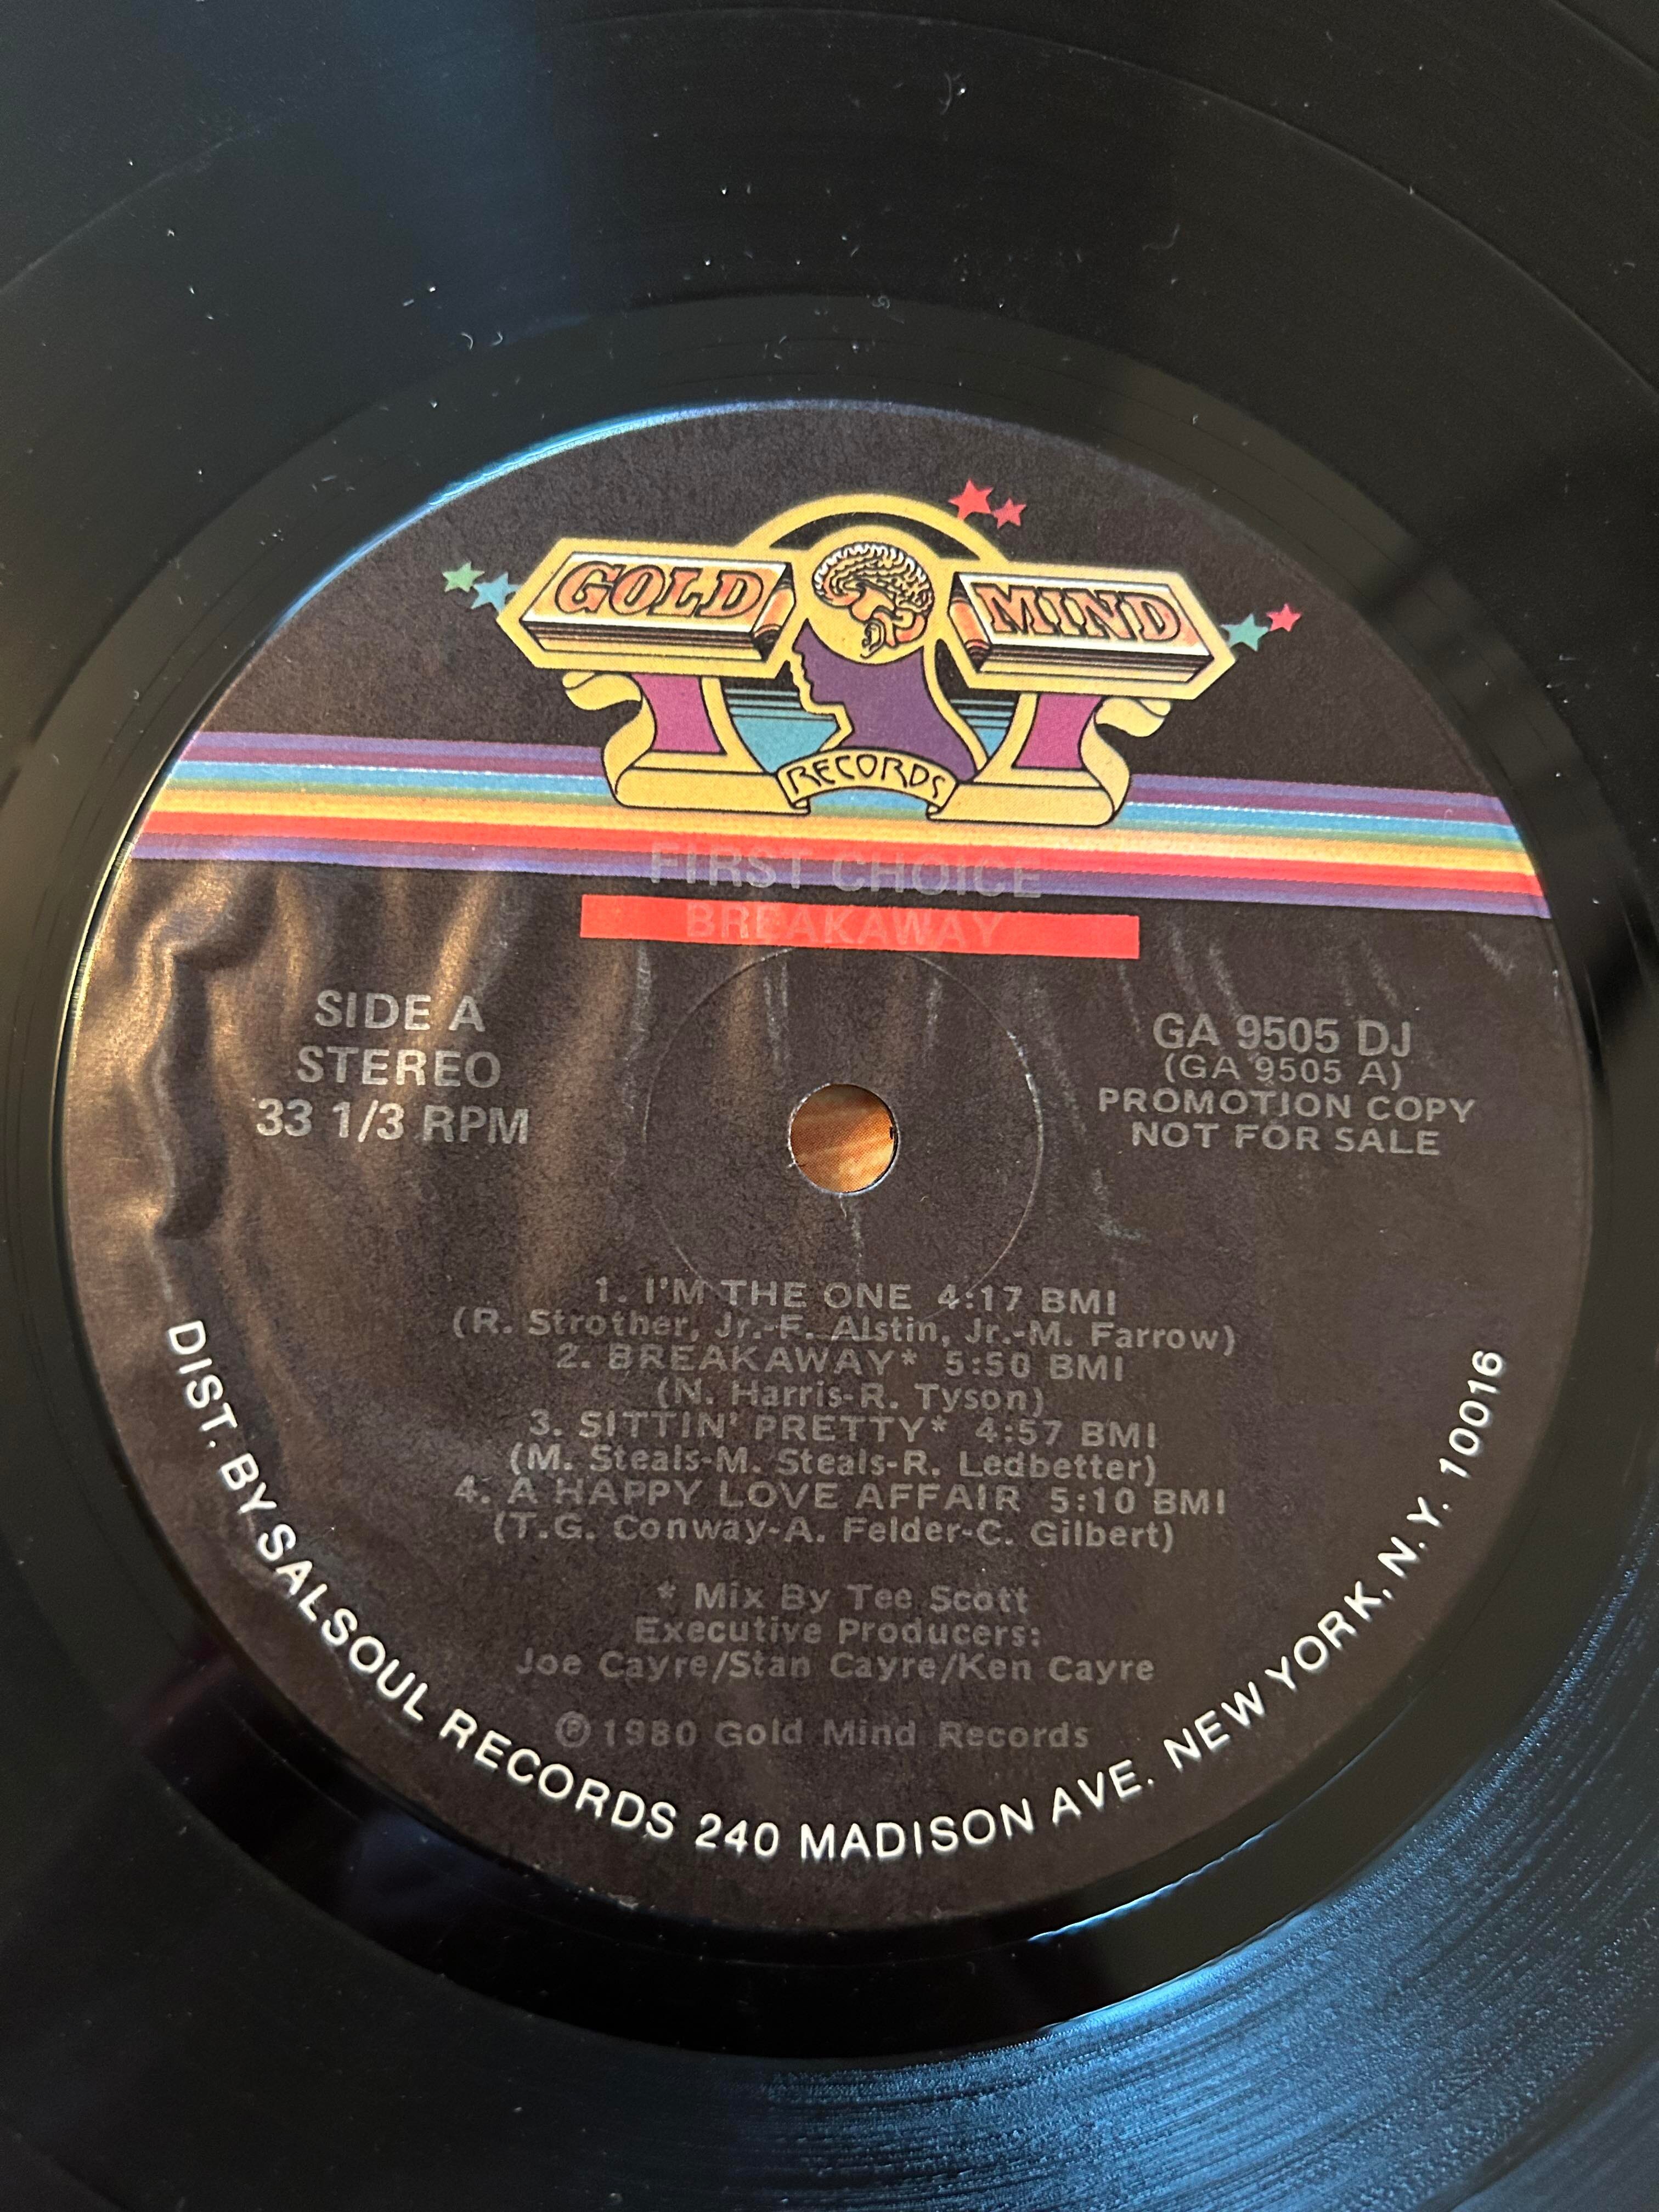 GOLD MIND
RECORDS
FIRST CHOICE
BREAKAWAY
SIDE A
STEREO
33 1/3 RPM
GA 9505 DJ
(GA 9505 A)
PROMOTION COPY
NOT FOR SALE
1. I'M THE ONE 4:17 BMI
(R. Strother, Jr.-F. Alstin, Jr.-M. Farrow)
2. BREAKAWAY* 5:50 BMI
(N. Harris-R. Tyson)
3. SITTIN' PRETTY* 4:57 BMI
(M. Steals-M. Steals-R. Ledbetter)
4. A HAPPY LOVE AFFAIR 5:10 BMI
(T.G. Conway-A. Felder-C. Gilbert)
* Mix By Tee Scott
Executive Producers:
Joe Cayre/Stan Cayre/Ken Cayre
Ⓟ1980 Gold Mind Records
DIST. BY SALSOUL RECORDS 240 MADISON AVE. NEW YORK, N.Y. 10016